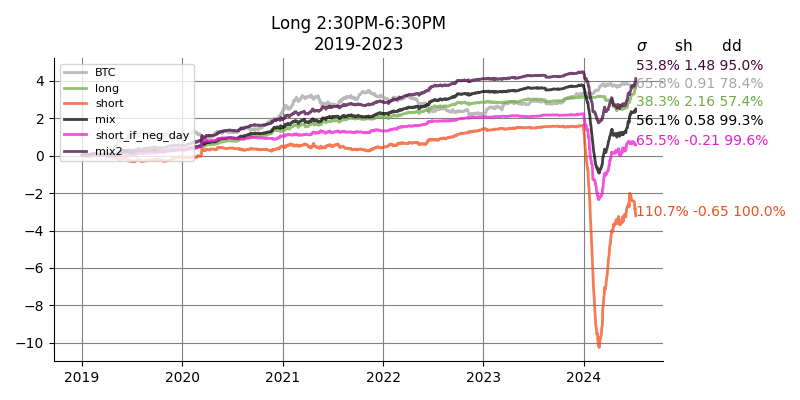 Long 2:30PM-6:30PM
2019-2023
σ sh dd
53.8% 1.48 95.0%
65.8% 0.91 78.4%
38.3% 2.16 57.4%
56.1% 0.58 99.3%
65.5% -0.21 99.6%
110.7% -0.65 100.0%
BTC
long
short
mix
short_if_neg_day
mix2
4
2
0
−2
−4
−6
−8
−10
2019 2020 2021 2022 2023 2024